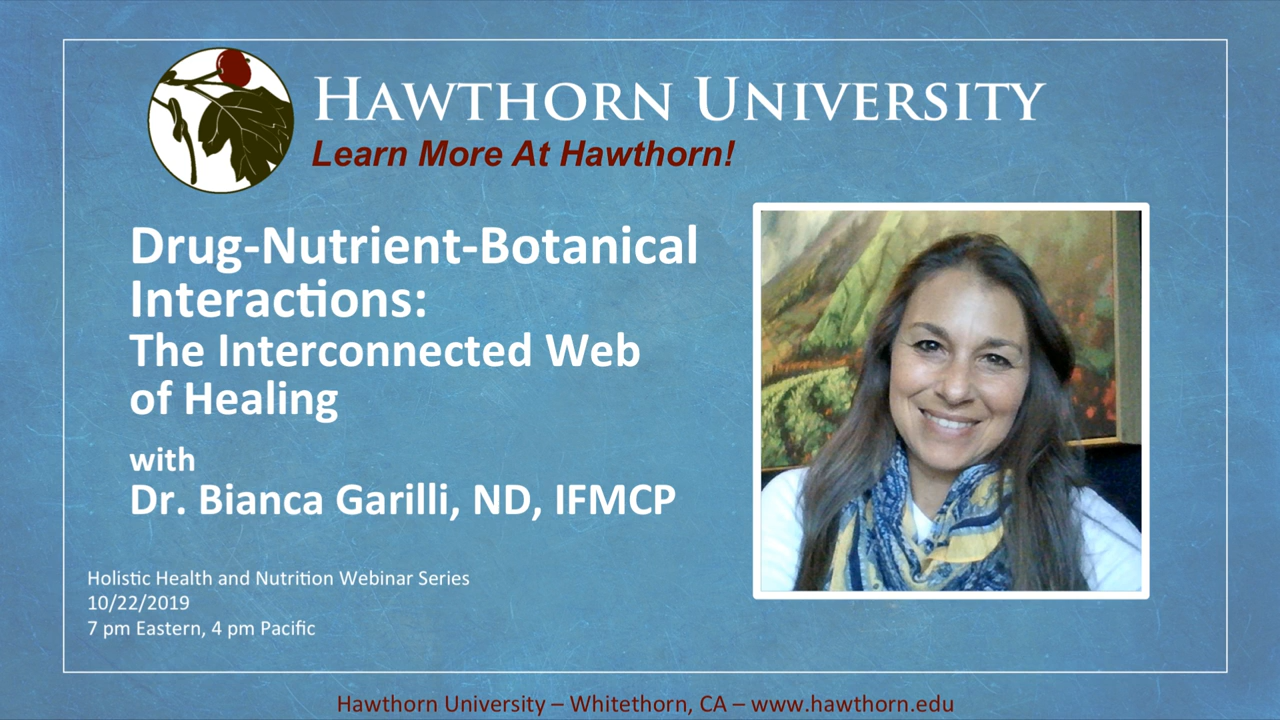 HAWTHORN UNIVERSITY
Learn More At Hawthorn!
Drug-Nutrient-Botanical
Interactions:
The Interconnected Web
of Healing
with
Dr. Bianca Garilli, ND, IFMCP
Holistic Health and Nutrition Webinar Series
10/22/2019
7 pm Eastern, 4 pm Pacific
Hawthorn University – Whitethorn, CA – www.hawthorn.edu